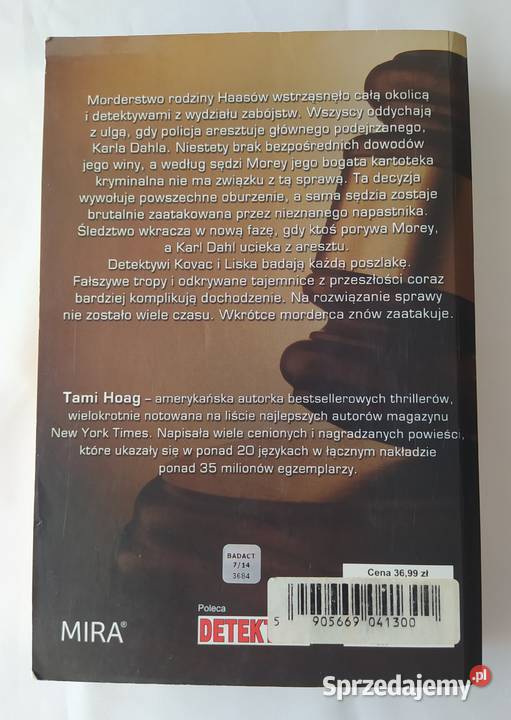 Morderstwo rodziny Haasów wstrząsnęło całą okolicą
i detektywami z wydziału zabójstw. Wszyscy oddychają
z ulgą, gdy policja aresztuje głównego podejrzanego,
Karla Dahla. Niestety brak bezpośrednich dowodów
jego winy, a według sędzi Morey jego bogata kartoteka
kryminalna nie ma związku z tą sprawą. Ta decyzja
wywołuje powszechne oburzenie, a sama sędzia zostaje
brutalnie zaatakowana przez nieznanego napastnika.
Śledztwo wkracza w nową fazę, gdy ktoś porywa Morey,
a Karl Dahl ucieka z aresztu.
Detektywi Kovac i Liska badają każdą poszlakę.
Fałszywe tropy i odkrywane tajemnice z przeszłości coraz
bardziej komplikują dochodzenie. Na rozwiązanie sprawy
nie zostało wiele czasu. Wkrótce morderca znów zaatakuje.
Tami Hoag – amerykańska autorka bestsellerowych thrillerów,
wielokrotnie notowana na liście najlepszych autorów magazynu
New York Times. Napisała wiele cenionych i nagradzanych powieści,
które ukazały się w ponad 20 językach w łącznym nakładzie
ponad 35 milionów egzemplarzy.
BADACT
7/14
3684
Cena 36,99 zł
Poleca
DETEKT
5 905669 041300
MIRA®
Sprzedajemy.pl